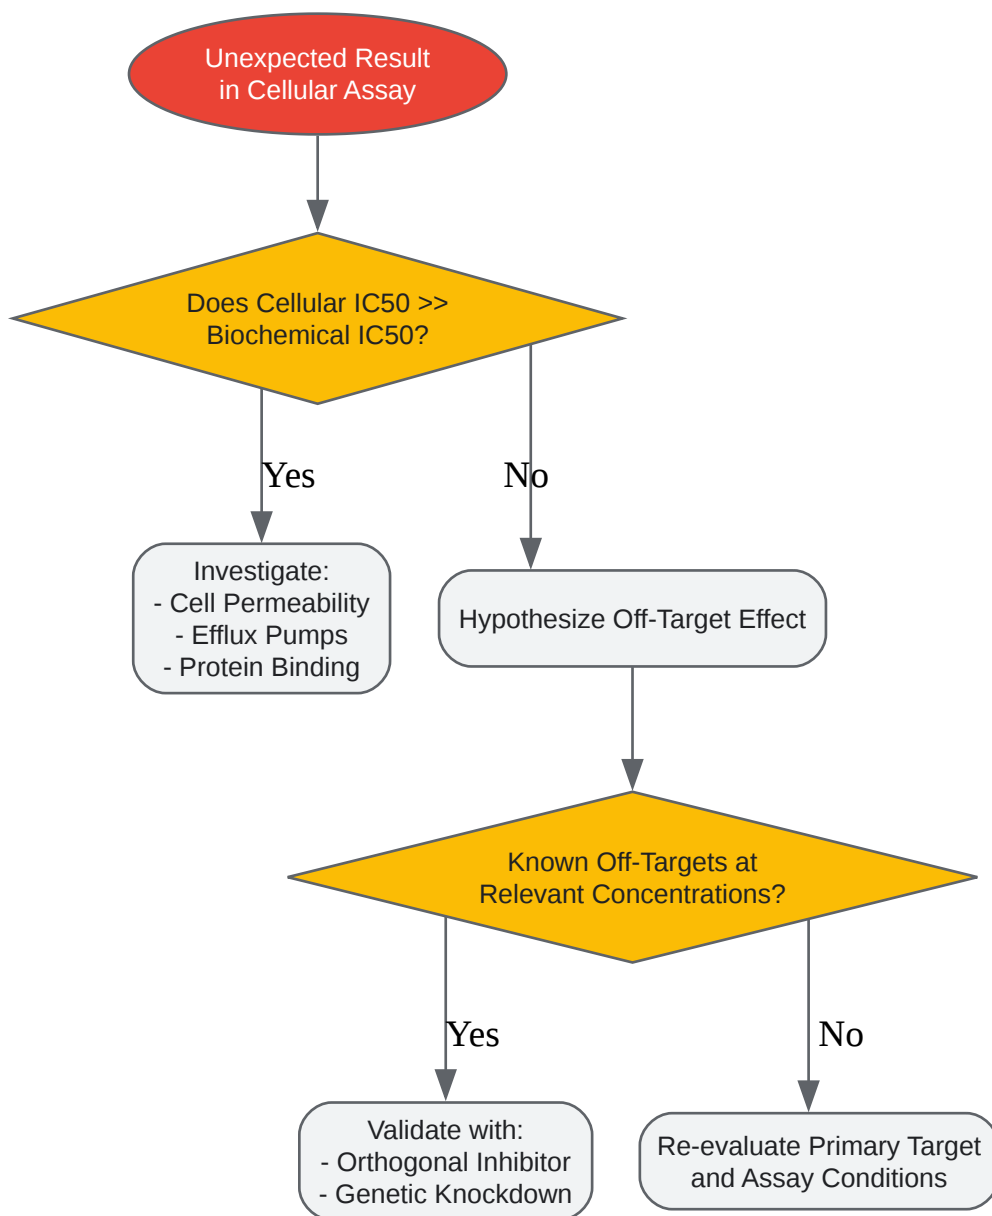 Unexpected Result
in Cellular Assay
Does Cellular IC50 >>
Biochemical IC50?
Yes
No
Investigate:
- Cell Permeability
- Efflux Pumps
- Protein Binding
Hypothesize Off-Target Effect
Known Off-Targets at
Relevant Concentrations?
Yes
No
Validate with:
- Orthogonal Inhibitor
- Genetic Knockdown
Re-evaluate Primary Target
and Assay Conditions